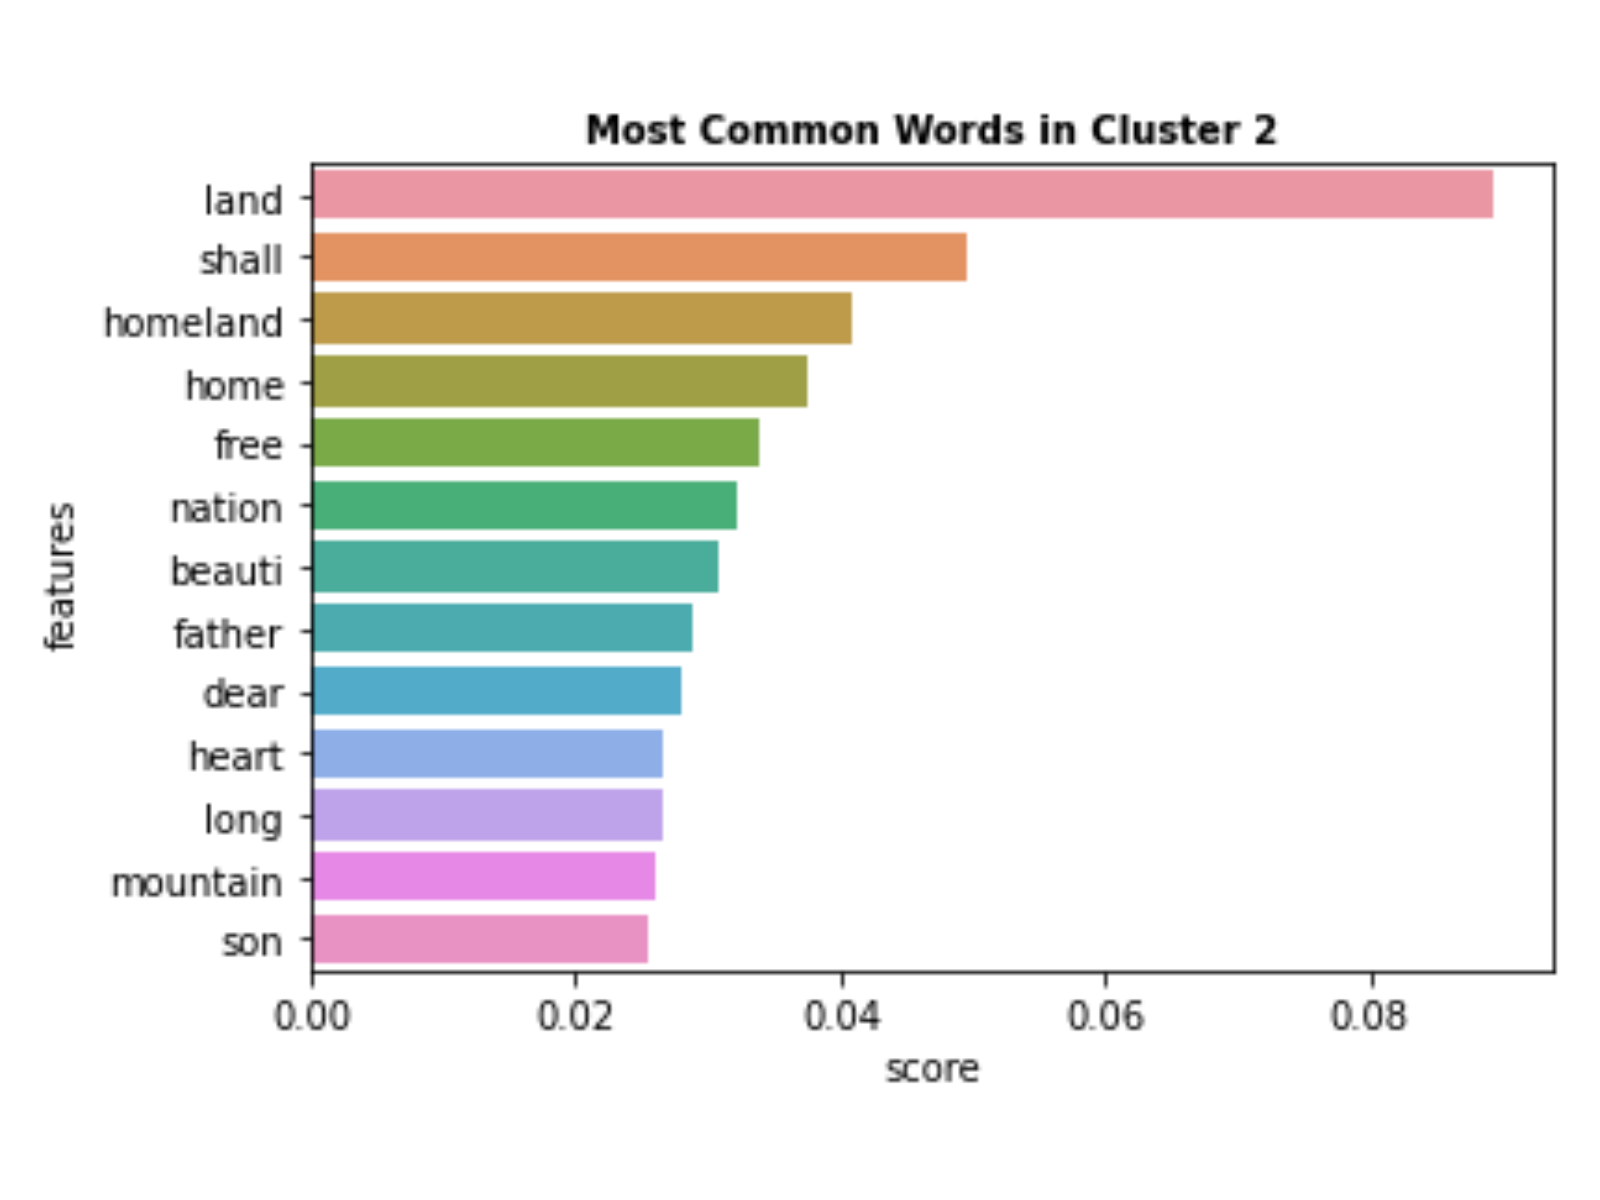 Most Common Words in Cluster 2
land
shall
homeland
home
free
nation
beauti
father
dear
heart
long
mountain
son
features
0.00 0.02 0.04 0.06 0.08
score